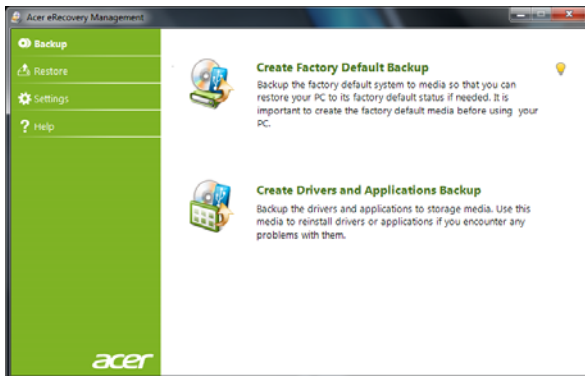 Acer eRecovery Management
Backup
Restore
Settings
? Help
Create Factory Default Backup
Backup the factory default system to media so that you can
restore your PC to its factory default status if needed. It is
important to create the factory default media before using your
PC.
Create Drivers and Applications Backup
Backup the drivers and applications to storage media. Use this
media to reinstall drivers or applications if you encounter any
problems with them.
acer